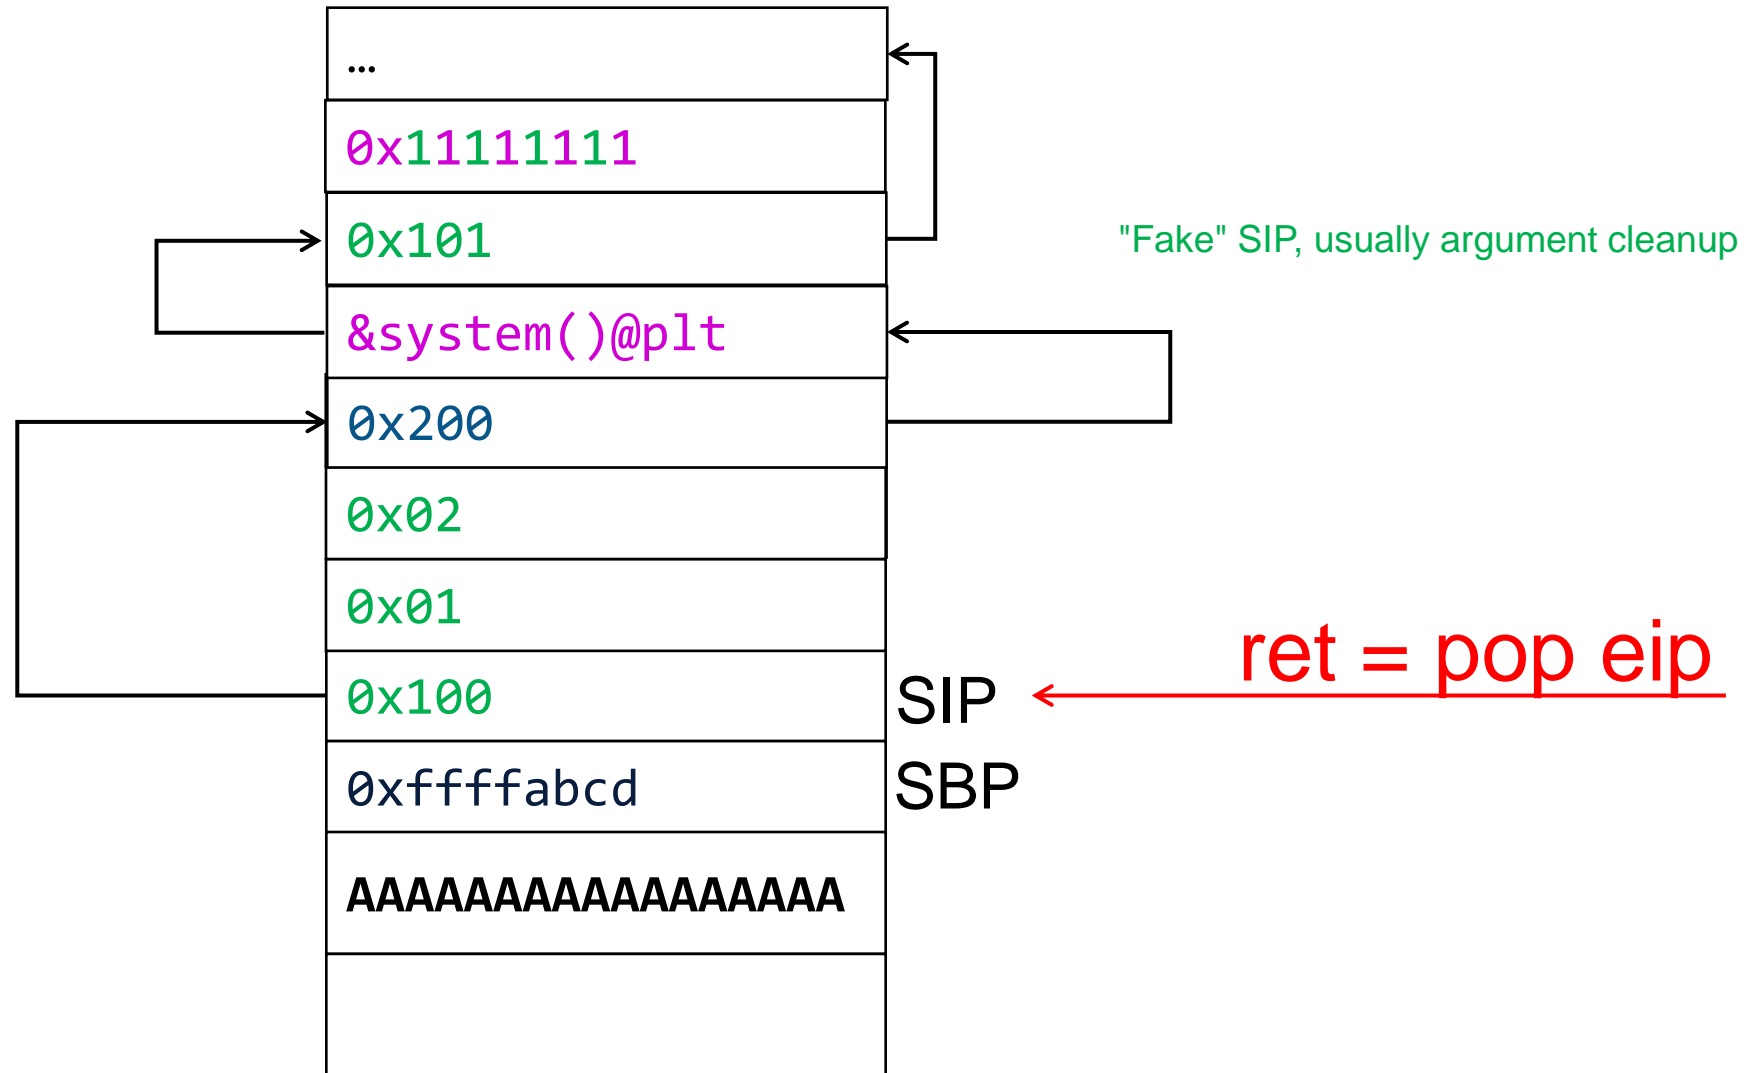 …
0x11111111
0x101
"Fake" SIP, usually argument cleanup
&system()@plt
0x200
0x02
0x01
ret = pop eip
0x100
SIP
0xffffabcd
SBP
AAAAAAAAAAAAAAAAA